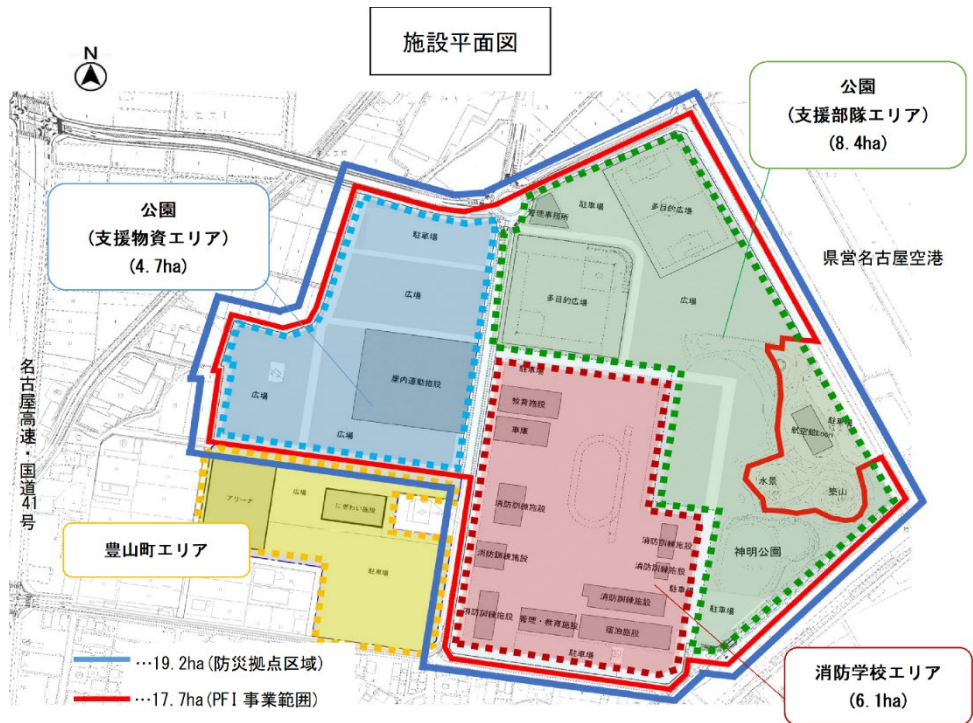 施設平面図
N
公園
(支援部隊エリア)
(8.4ha)
公園
(支援物資エリア)
(4.7ha)
県営名古屋空港
名古屋高速・国道41号
駐車場
広場
屋内運動施設
広場
広場
管理事務所
駐車場
多目的広場
多目的広場
広場
駐車場
教育施設
車庫
消防訓練施設
消防訓練施設
消防訓練施設
管理・教育施設
消防訓練施設
宿泊施設
駐車場
消防訓練施設
消防訓練施設
駐車場
駐車場
航空館boon
駐車場
水景
築山
神明公園
アリーナ
広場
にぎわい施設
駐車場
豊山町エリア
消防学校エリア
(6.1ha)
…19.2ha(防災拠点区域)
…17.7ha(PFI事業範囲)